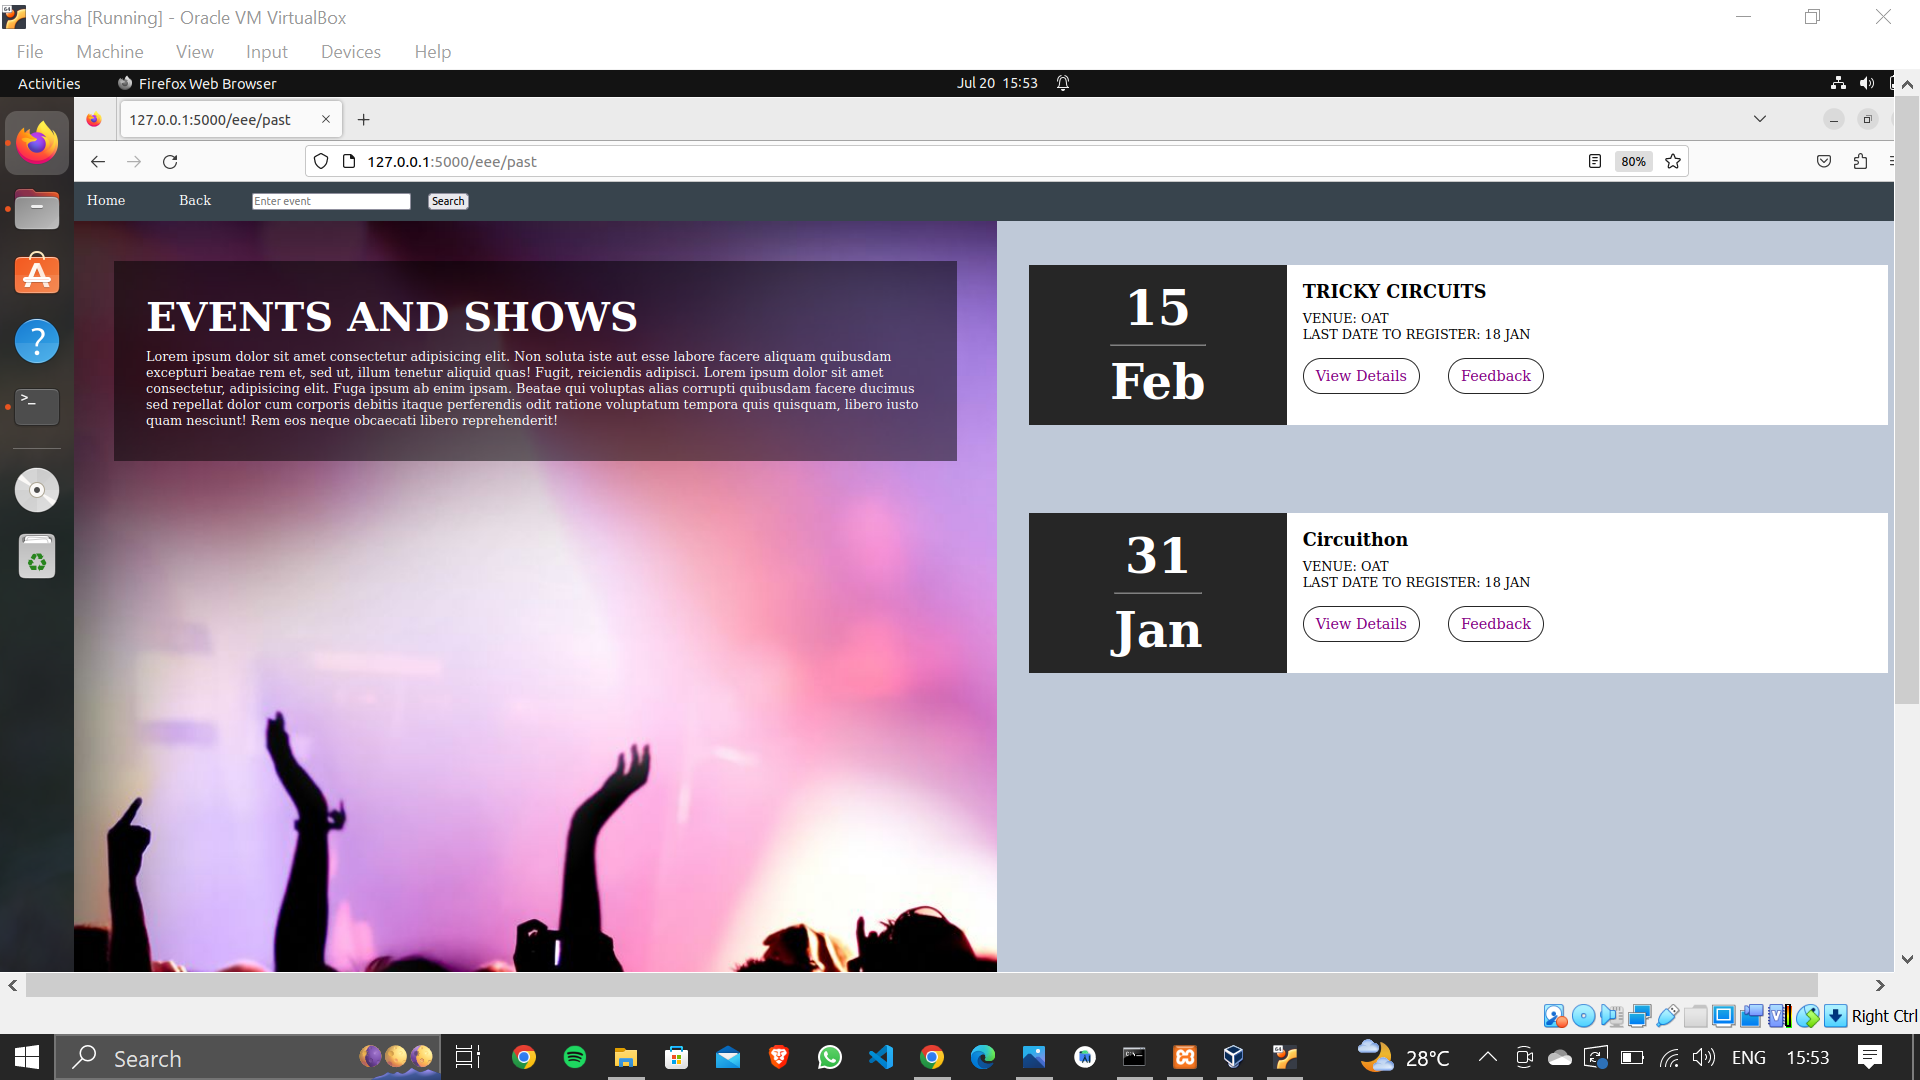 varsha [Running] - Oracle VM VirtualBox
File Machine View Input Devices Help
Activities Firefox Web Browser Jul 20 15:53
127.0.0.1:5000/eee/past
127.0.0.1:5000/eee/past 80%
Home Back Enter event Search
EVENTS AND SHOWS
Lorem ipsum dolor sit amet consectetur adipisicing elit. Non soluta iste aut esse labore facere aliquam quibusdam
excepturi beatae rem et, sed ut, illum tenetur aliquid quas! Fugit, reiciendis adipisci. Lorem ipsum dolor sit amet
consectetur, adipisicing elit. Fuga ipsum ab enim ipsam. Beatae qui voluptas alias corrupti quibusdam facere ducimus
sed repellat dolor cum corporis debitis itaque perferendis odit ratione voluptatum tempora quis quisquam, libero iusto
quam nesciunt! Rem eos neque obcaecati libero reprehenderit!
15
Feb
TRICKY CIRCUITS
VENUE: OAT
LAST DATE TO REGISTER: 18 JAN
View Details Feedback
31
Jan
Circuithon
VENUE: OAT
LAST DATE TO REGISTER: 18 JAN
View Details Feedback
Right Ctrl
Search 28°C ENG 15:53